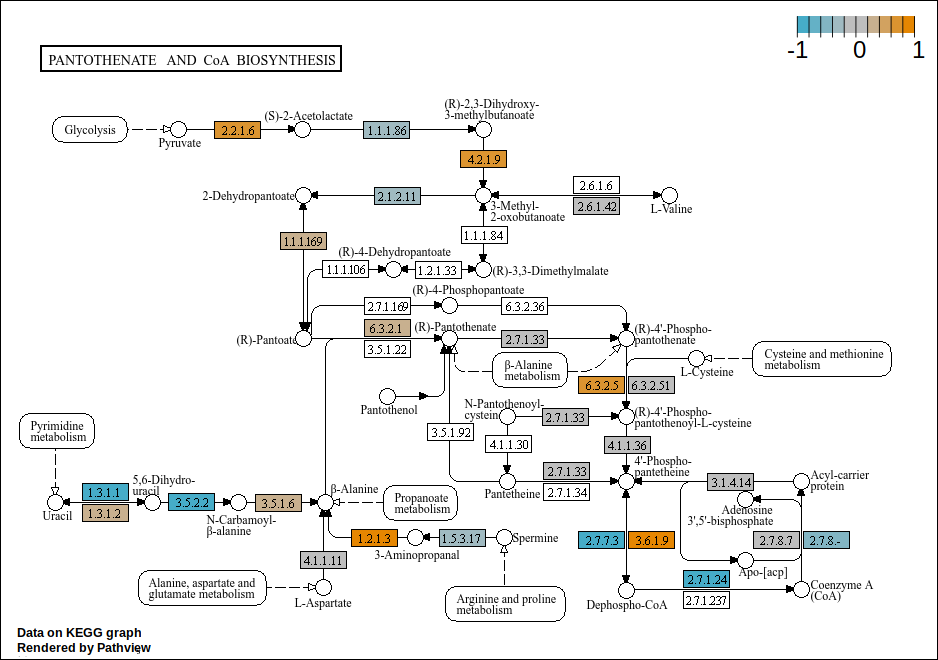 -1 0 1
PANTOTHENATE AND CoA BIOSYNTHESIS
(R)-2,3-Dihydroxy-
3-methylbutanoate
(S)-2-Acetolactate
Glycolysis
2.2.1.6
1.1.1.86
Pyruvate
4.2.1.9
2.6.1.6
2-Dehydropantoate
2.1.2.11
2.6.1.42
3-Methyl-
2-oxobutanoate
L-Valine
1.1.1.84
1.1.1.169
(R)-4-Dehydropantoate
1.1.1.106
1.2.1.33
(R)-3,3-Dimethylmalate
(R)-4-Phosphopantoate
2.7.1.169
6.3.2.36
6.3.2.1
(R)-Pantothenate
(R)-4'-Phospho-
pantothenate
(R)-Pantoate
2.7.1.33
3.5.1.22
β-Alanine
metabolism
Cysteine and methionine
metabolism
L-Cysteine
6.3.2.5
6.3.2.51
Pantothenol
N-Pantothenoyl-
cystein
2.7.1.33
(R)-4'-Phospho-
pantothenoyl-L-cysteine
Pyrimidine
metabolism
3.5.1.92
4.1.1.30
4.1.1.36
4'-Phospho-
pantetheine
2.7.1.33
2.7.1.34
Pantetheine
3.1.4.14
Acyl-carrier
protein
5,6-Dihydro-
uracil
1.3.1.1
1.3.1.2
3.5.2.2
3.5.1.6
β-Alanine
Uracil
N-Carbamoyl-
β-alanine
Propanoate
metabolism
Adenosine
3',5'-bisphosphate
1.2.1.3
1.5.3.17
Spermine
3-Aminopropanal
2.7.7.3
3.6.1.9
2.7.8.7
2.7.8.-
4.1.1.11
Apo-[acp]
Alanine, aspartate and
glutamate metabolism
L-Aspartate
Arginine and proline
metabolism
2.7.1.24
2.7.1.237
Dephospho-CoA
Coenzyme A
(CoA)
Data on KEGG graph
Rendered by Pathview